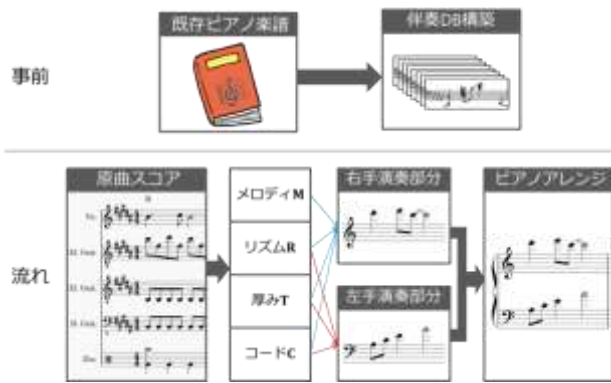 事前
既存ピアノ楽譜
伴奏DB構築
流れ
原曲スコア
メロディM
リズムR
厚みT
コードC
右手演奏部分
左手演奏部分
ピアノアレンジ